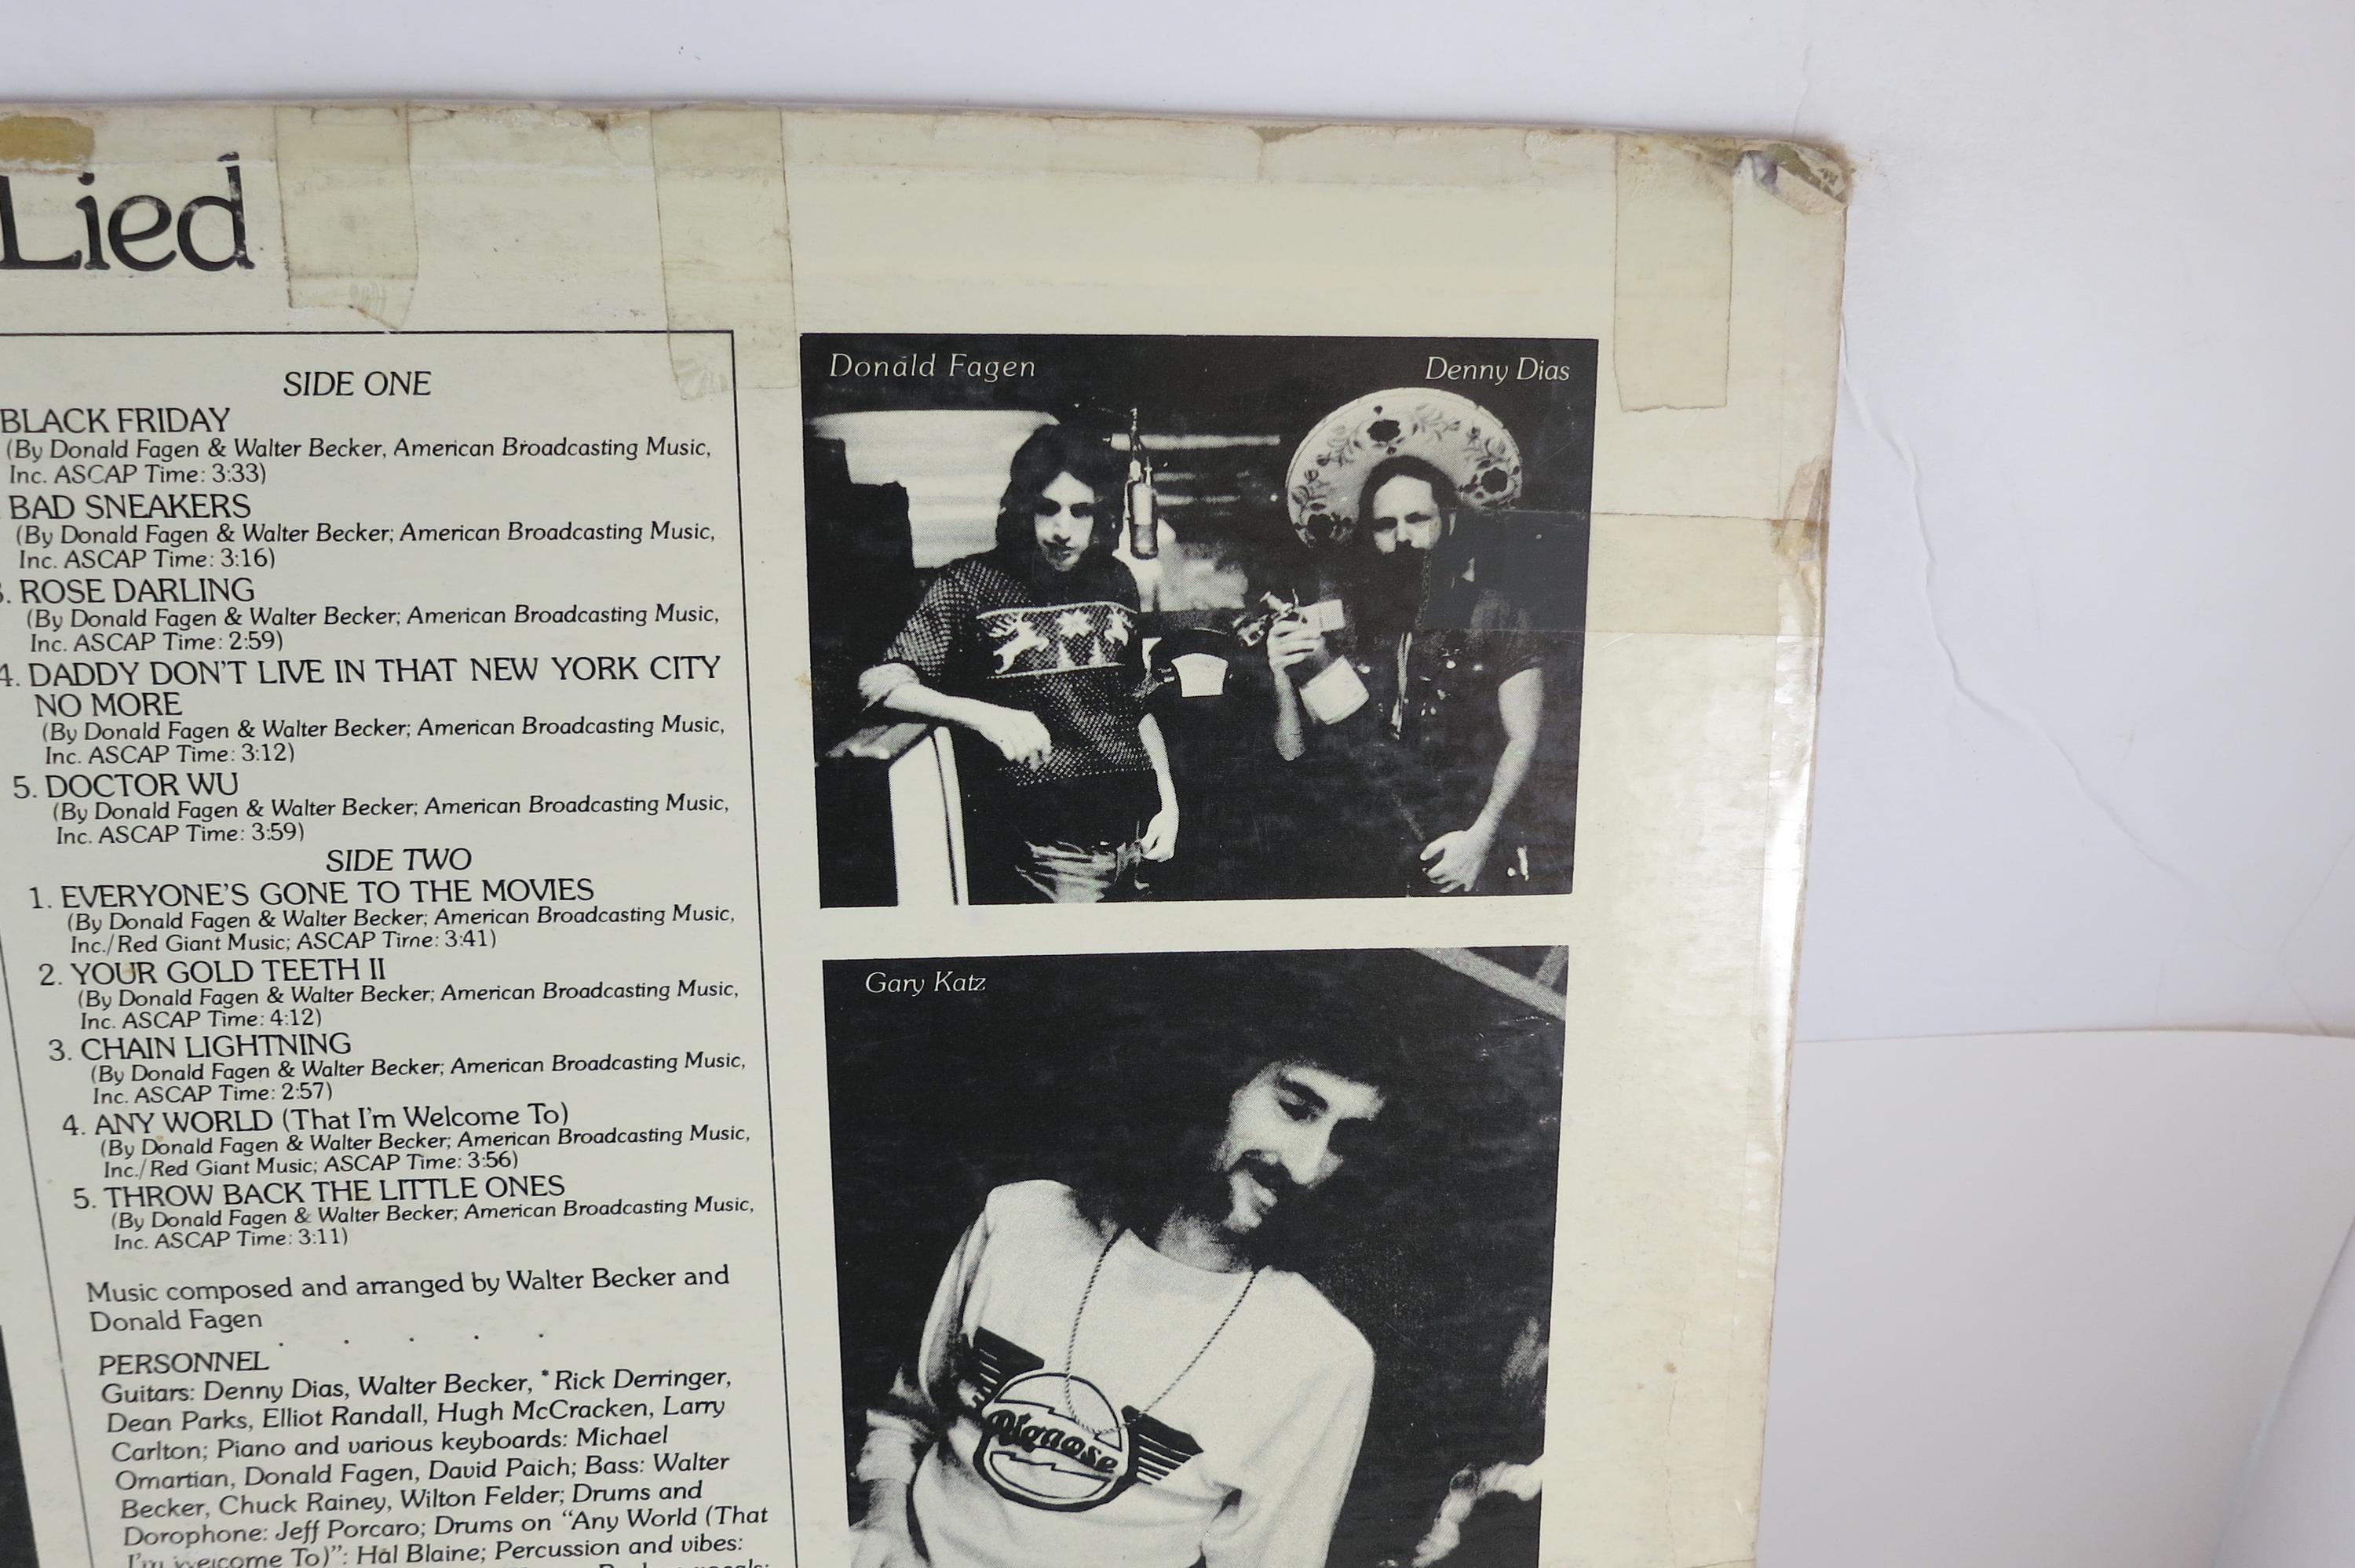 Lied
SIDE ONE
BLACK FRIDAY
(By Donald Fagen & Walter Becker, American Broadcasting Music,
Inc. ASCAP Time: 3:33)
BAD SNEAKERS
(By Donald Fagen & Walter Becker; American Broadcasting Music,
Inc. ASCAP Time: 3:16)
3. ROSE DARLING
(By Donald Fagen & Walter Becker; American Broadcasting Music,
Inc. ASCAP Time: 2:59)
4. DADDY DON'T LIVE IN THAT NEW YORK CITY
NO MORE
(By Donald Fagen & Walter Becker; American Broadcasting Music,
Inc. ASCAP Time: 3:12)
5. DOCTOR WU
(By Donald Fagen & Walter Becker; American Broadcasting Music,
Inc. ASCAP Time: 3:59)
SIDE TWO
1. EVERYONE'S GONE TO THE MOVIES
(By Donald Fagen & Walter Becker; American Broadcasting Music,
Inc./Red Giant Music; ASCAP Time: 3:41)
2. YOUR GOLD TEETH II
(By Donald Fagen & Walter Becker; American Broadcasting Music,
Inc. ASCAP Time: 4:12)
3. CHAIN LIGHTNING
(By Donald Fagen & Walter Becker; American Broadcasting Music,
Inc. ASCAP Time: 2:57)
4. ANY WORLD (That I'm Welcome To)
(By Donald Fagen & Walter Becker; American Broadcasting Music,
Inc./Red Giant Music; ASCAP Time: 3:56)
5. THROW BACK THE LITTLE ONES
(By Donald Fagen & Walter Becker; American Broadcasting Music,
Inc. ASCAP Time: 3:11)
Music composed and arranged by Walter Becker and
Donald Fagen
. . . . .
PERSONNEL
Guitars: Denny Dias, Walter Becker, *Rick Derringer,
Dean Parks, Elliot Randall, Hugh McCracken, Larry
Carlton; Piano and various keyboards: Michael
Omartian, Donald Fagen, David Paich; Bass: Walter
Becker, Chuck Rainey, Wilton Felder; Drums and
Dorophone: Jeff Porcaro; Drums on "Any World (That
I'm welcome To)": Hal Blaine; Percussion and vibes:
Donald Fagen
Denny Dias
Gary Katz
Pignose